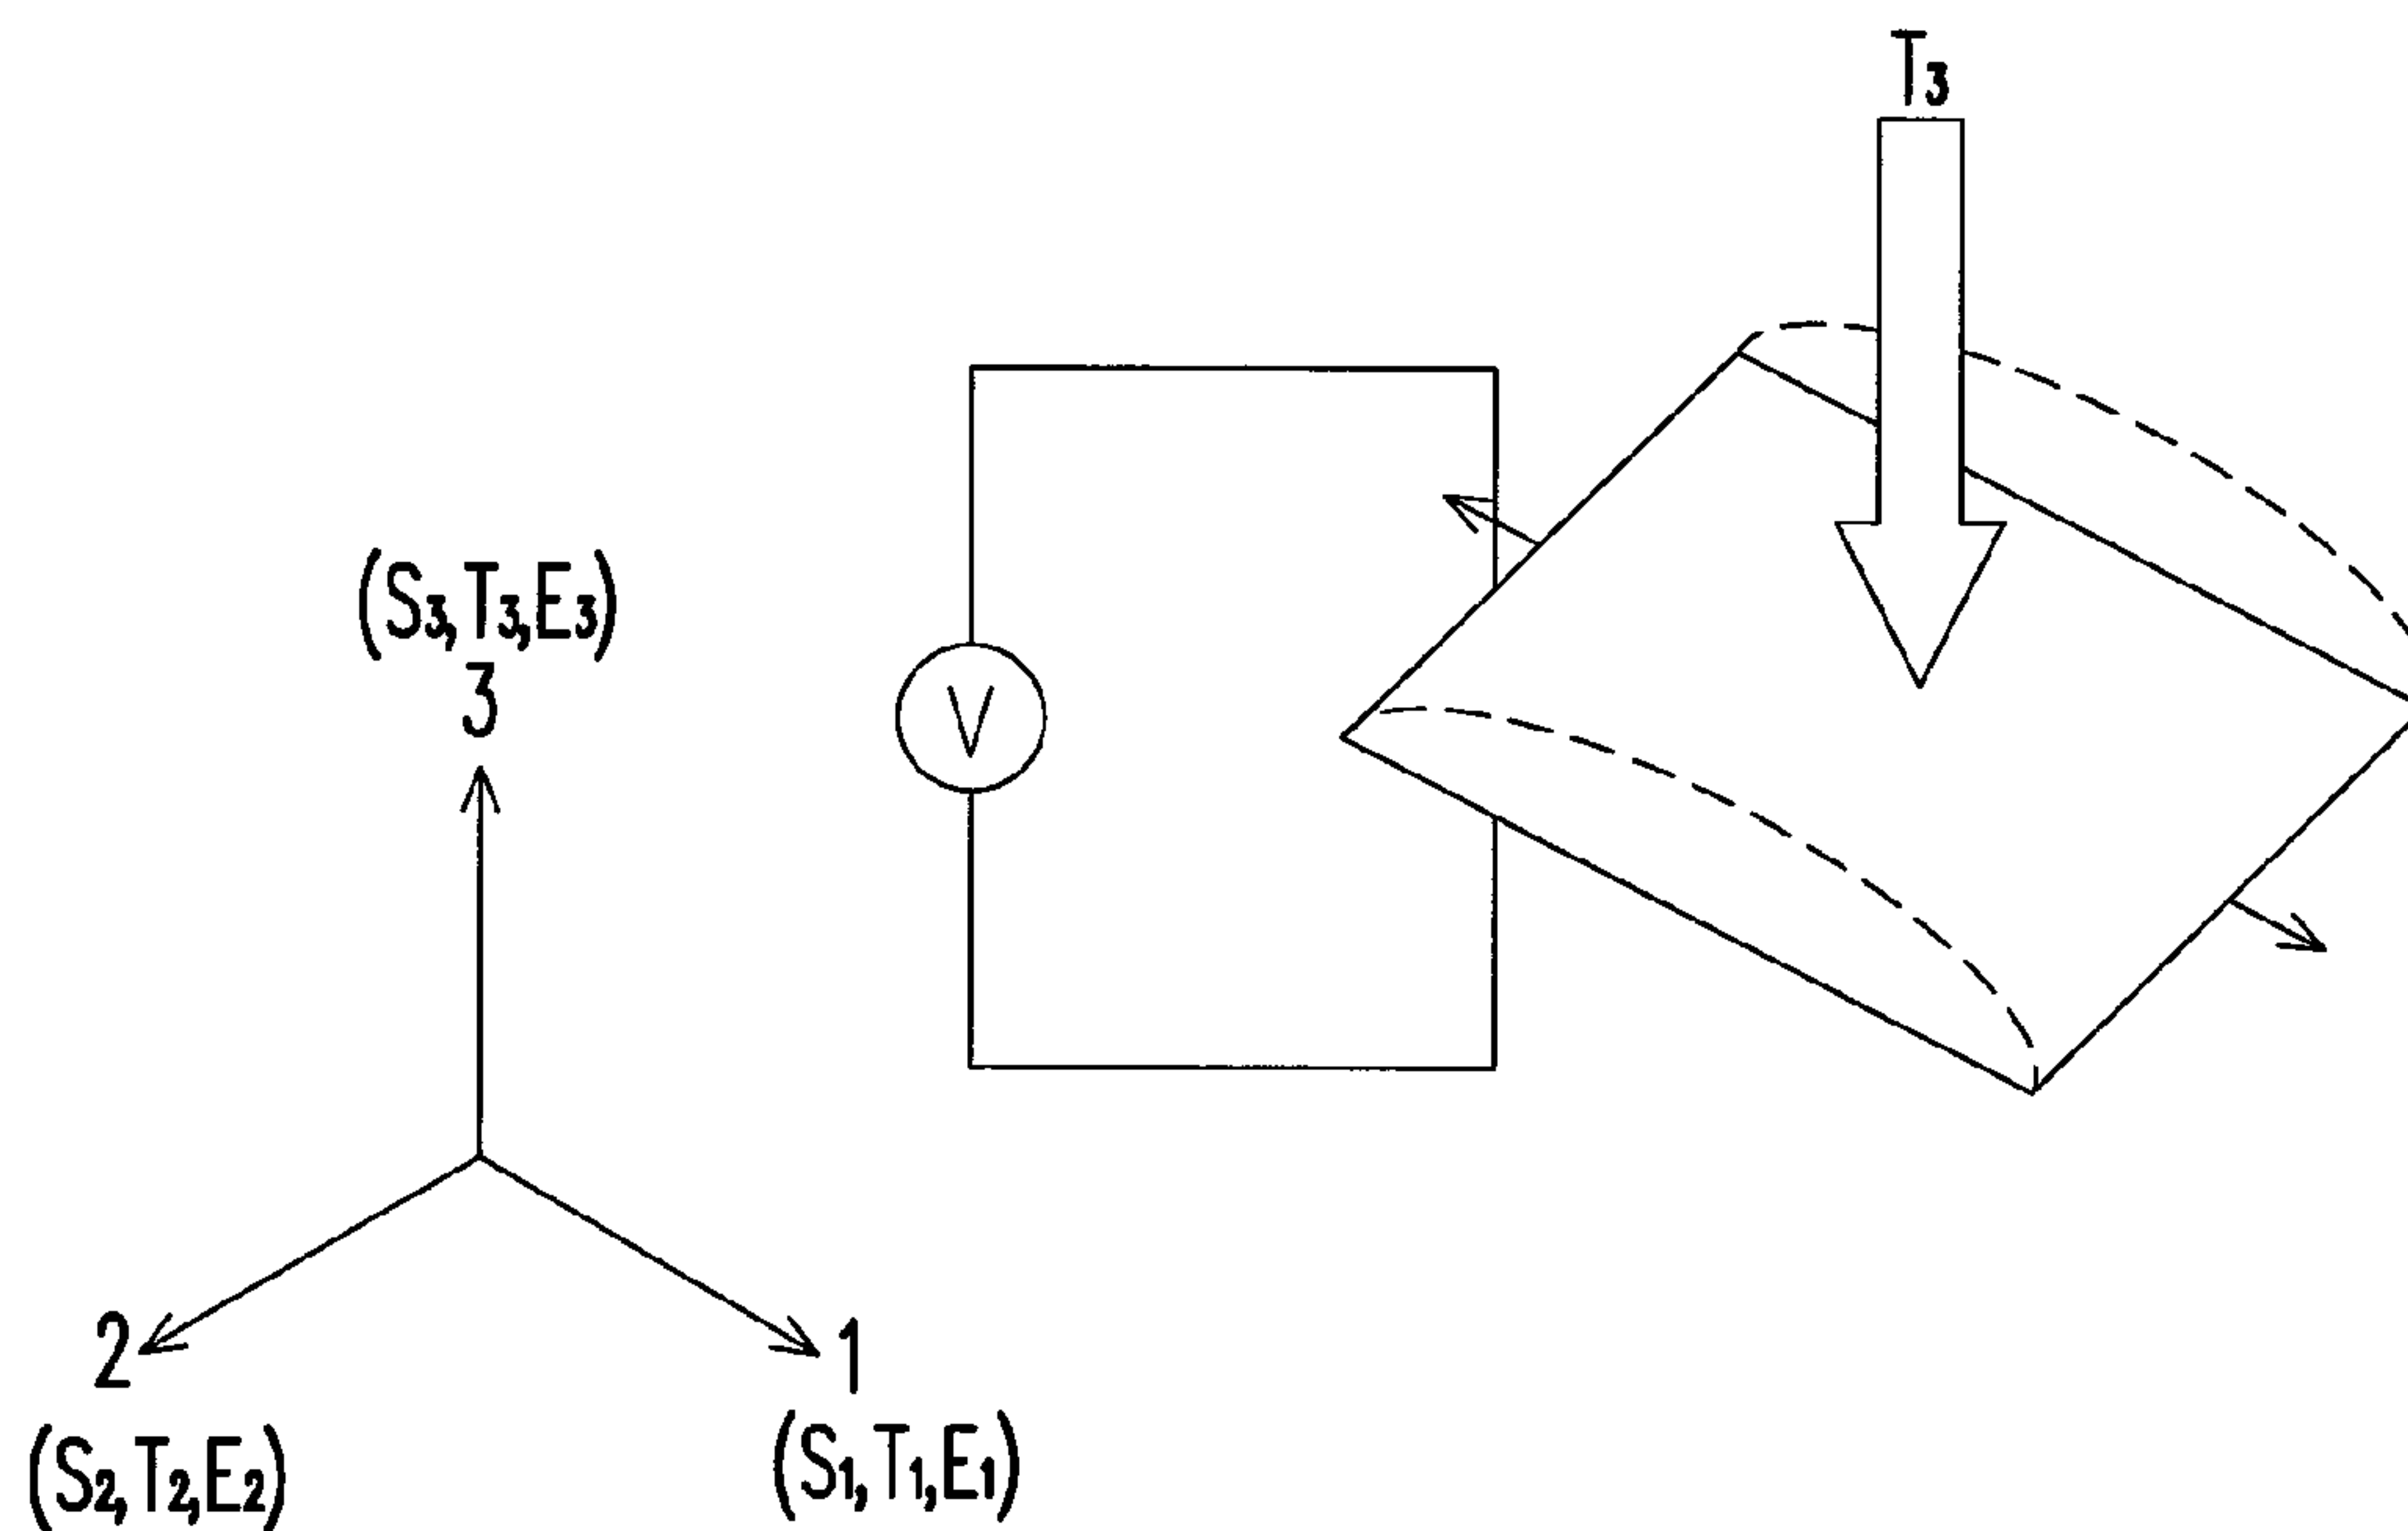 T₃
(S₃,T₃,E₃)
3
V
2
1
(S₂,T₂,E₂)
(S₁,T₁,E₁)